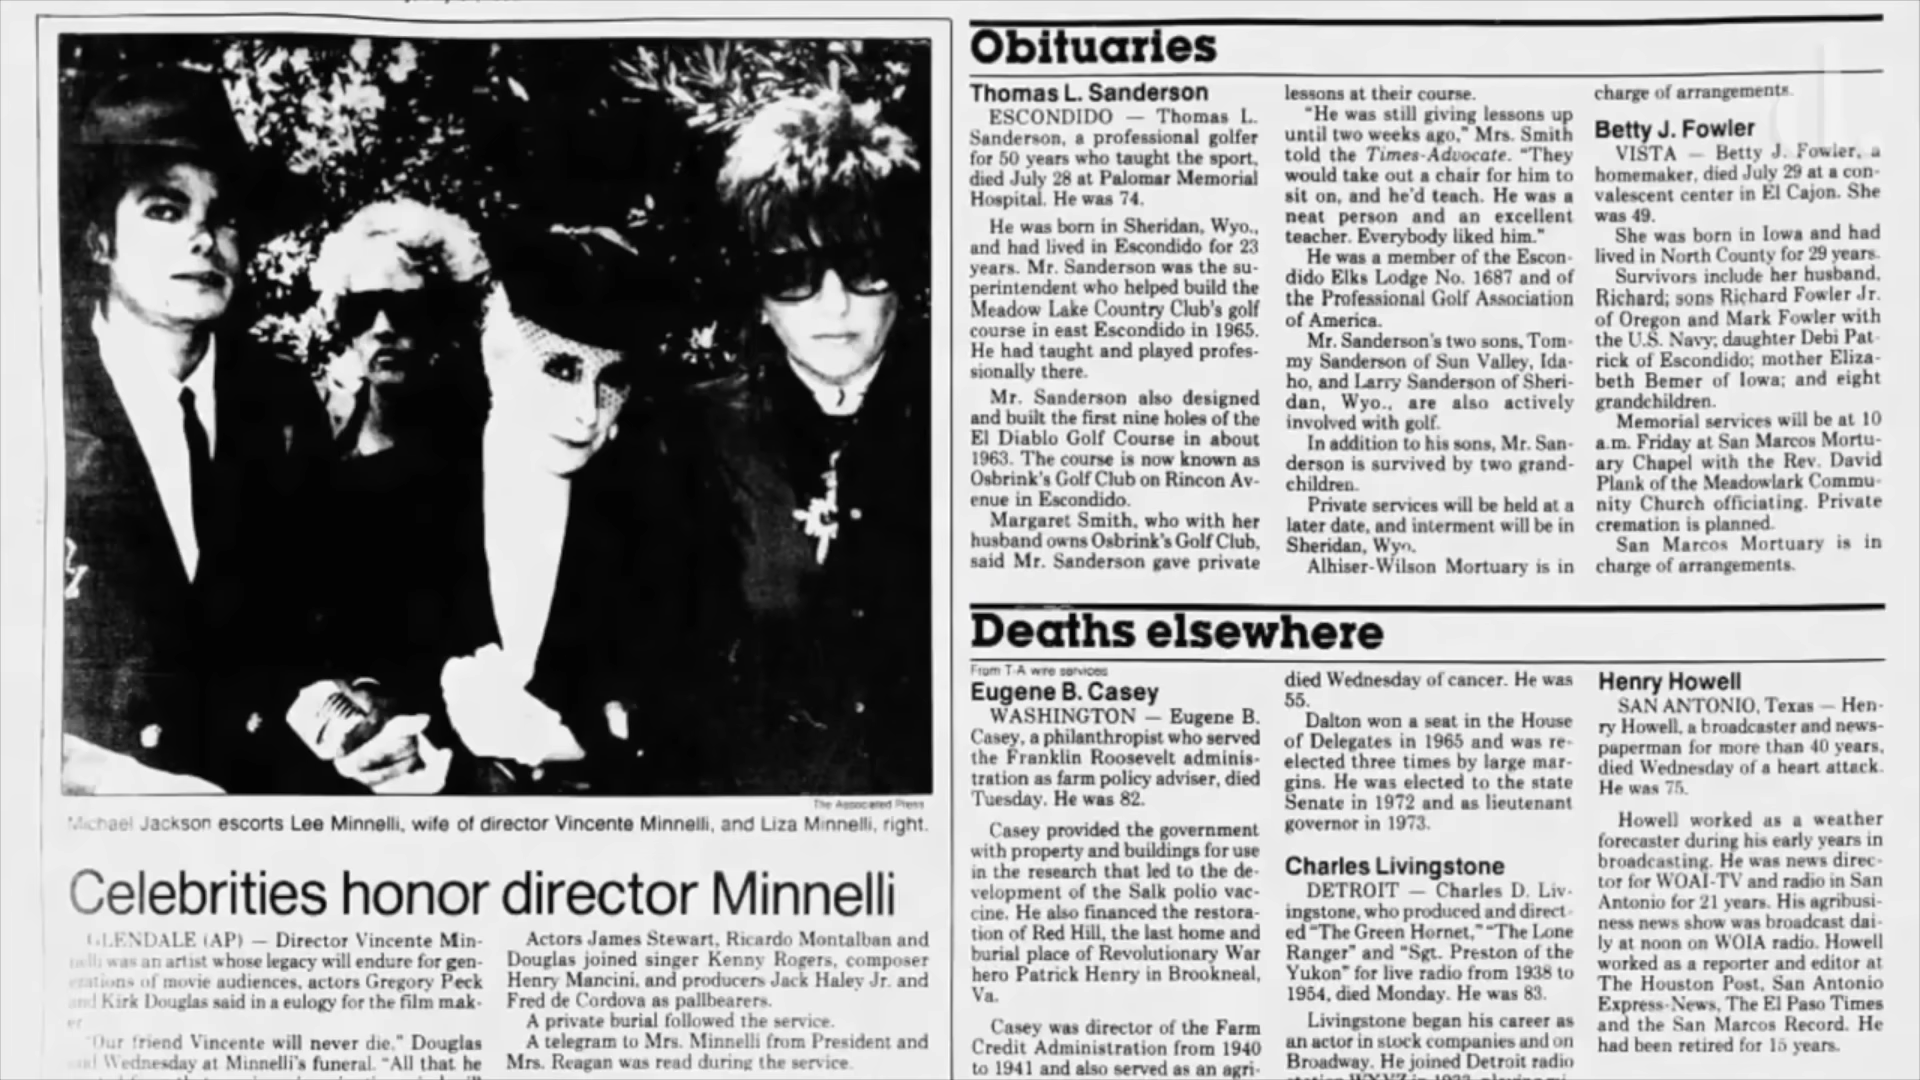 The Associated Press
Michael Jackson escorts Lee Minnelli, wife of director Vincente Minnelli, and Liza Minnelli, right.
Celebrities honor director Minnelli
GLENDALE (AP) — Director Vincente Min-
nelli was an artist whose legacy will endure for gen-
erations of movie audiences, actors Gregory Peck
and Kirk Douglas said in a eulogy for the film mak-
er.
"Our friend Vincente will never die," Douglas
said Wednesday at Minnelli's funeral. "All that he
Actors James Stewart, Ricardo Montalban and
Douglas joined singer Kenny Rogers, composer
Henry Mancini, and producers Jack Haley Jr. and
Fred de Cordova as pallbearers.
A private burial followed the service.
A telegram to Mrs. Minnelli from President and
Mrs. Reagan was read during the service.
Obituaries
Thomas L. Sanderson
ESCONDIDO — Thomas L.
Sanderson, a professional golfer
for 50 years who taught the sport,
died July 28 at Palomar Memorial
Hospital. He was 74.
He was born in Sheridan, Wyo.,
and had lived in Escondido for 23
years. Mr. Sanderson was the su-
perintendent who helped build the
Meadow Lake Country Club's golf
course in east Escondido in 1965.
He had taught and played profes-
sionally there.
Mr. Sanderson also designed
and built the first nine holes of the
El Diablo Golf Course in about
1963. The course is now known as
Osbrink's Golf Club on Rincon Av-
enue in Escondido.
Margaret Smith, who with her
husband owns Osbrink's Golf Club,
said Mr. Sanderson gave private
lessons at their course.
"He was still giving lessons up
until two weeks ago," Mrs. Smith
told the Times-Advocate. "They
would take out a chair for him to
sit on, and he'd teach. He was a
neat person and an excellent
teacher. Everybody liked him."
He was a member of the Escon-
dido Elks Lodge No. 1687 and of
the Professional Golf Association
of America.
Mr. Sanderson's two sons, Tom-
my Sanderson of Sun Valley, Ida-
ho, and Larry Sanderson of Sheri-
dan, Wyo., are also actively
involved with golf.
In addition to his sons, Mr. San-
derson is survived by two grand-
children.
Private services will be held at a
later date, and interment will be in
Sheridan, Wyo.
Alhiser-Wilson Mortuary is in
charge of arrangements.
Betty J. Fowler
VISTA — Betty J. Fowler, a
homemaker, died July 29 at a con-
valescent center in El Cajon. She
was 49.
She was born in Iowa and had
lived in North County for 29 years.
Survivors include her husband,
Richard; sons Richard Fowler Jr.
of Oregon and Mark Fowler with
the U.S. Navy; daughter Debi Pat-
rick of Escondido; mother Eliza-
beth Bemer of Iowa; and eight
grandchildren.
Memorial services will be at 10
a.m. Friday at San Marcos Mortu-
ary Chapel with the Rev. David
Plank of the Meadowlark Commu-
nity Church officiating. Private
cremation is planned.
San Marcos Mortuary is in
charge of arrangements.
Deaths elsewhere
From T-A wire services
Eugene B. Casey
WASHINGTON — Eugene B.
Casey, a philanthropist who served
the Franklin Roosevelt adminis-
tration as farm policy adviser, died
Tuesday. He was 82.
Casey provided the government
with property and buildings for use
in the research that led to the de-
velopment of the Salk polio vac-
cine. He also financed the restora-
tion of Red Hill, the last home and
burial place of Revolutionary War
hero Patrick Henry in Brookneal,
Va.
Casey was director of the Farm
Credit Administration from 1940
to 1941 and also served as an agri-
died Wednesday of cancer. He was
55.
Dalton won a seat in the House
of Delegates in 1965 and was re-
elected three times by large mar-
gins. He was elected to the state
Senate in 1972 and as lieutenant
governor in 1973.
Charles Livingstone
DETROIT — Charles D. Liv-
ingstone, who produced and direct-
ed "The Green Hornet," "The Lone
Ranger" and "Sgt. Preston of the
Yukon" for live radio from 1938 to
1954, died Monday. He was 83.
Livingstone began his career as
an actor in stock companies and on
Broadway. He joined Detroit radio
Henry Howell
SAN ANTONIO, Texas — Hen-
ry Howell, a broadcaster and news-
paperman for more than 40 years,
died Wednesday of a heart attack.
He was 75.
Howell worked as a weather
forecaster during his early years in
broadcasting. He was news direc-
tor for WOAI-TV and radio in San
Antonio for 21 years. His agribusi-
ness news show was broadcast dai-
ly at noon on WOIA radio. Howell
worked as a reporter and editor at
The Houston Post, San Antonio
Express-News, The El Paso Times
and the San Marcos Record. He
had been retired for 15 years.